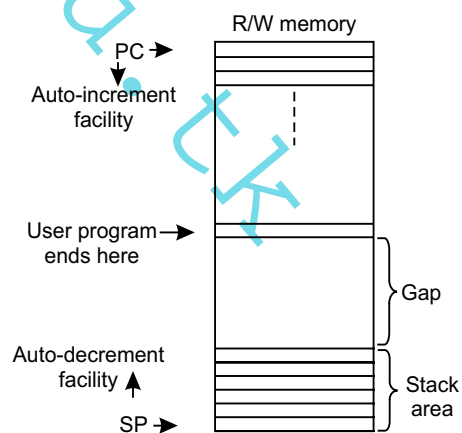 R/W memory
PC
Auto-increment
facility
User program
ends here
Gap
Auto-decrement
facility
Stack
area
SP